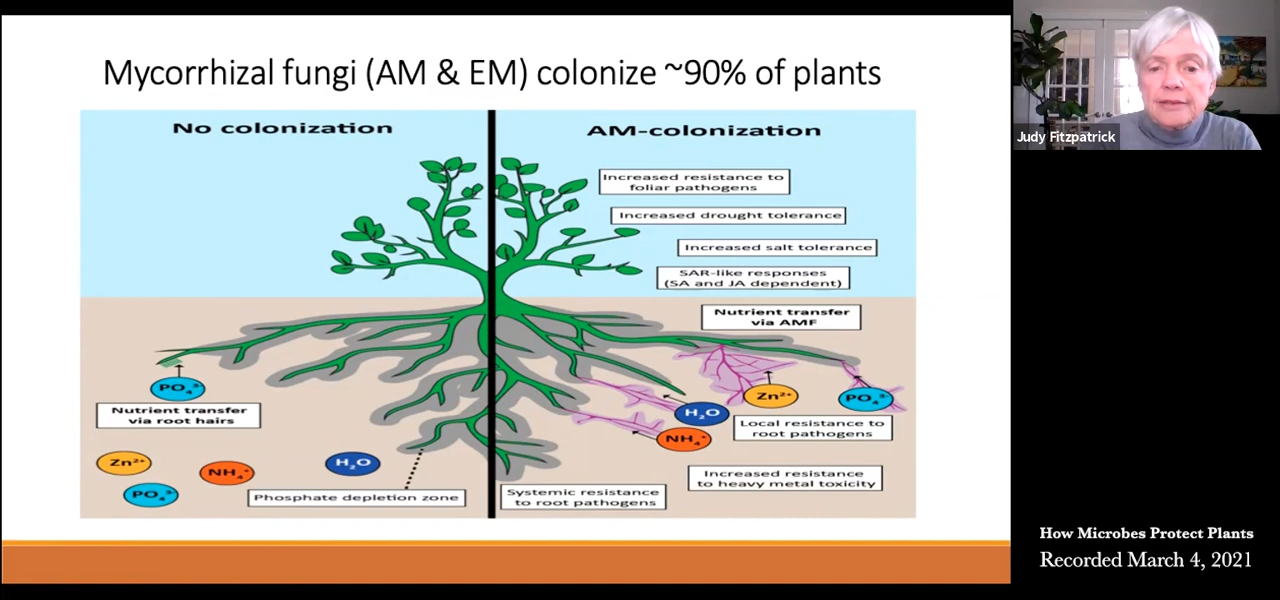 Mycorrhizal fungi (AM & EM) colonize ~90% of plants
No colonization
AM-colonization
Increased resistance to
foliar pathogens
Increased drought tolerance
Increased salt tolerance
SAR-like responses
(SA and JA dependent)
Nutrient transfer
via AMF
PO₄³⁻
Nutrient transfer
via root hairs
Zn²⁺
NH₄⁺
H₂O
PO₄³⁻
Phosphate depletion zone
Zn²⁺
PO₄³⁻
H₂O
NH₄⁺
Local resistance to
root pathogens
Increased resistance
to heavy metal toxicity
Systemic resistance
to root pathogens
Judy Fitzpatrick
How Microbes Protect Plants
Recorded March 4, 2021